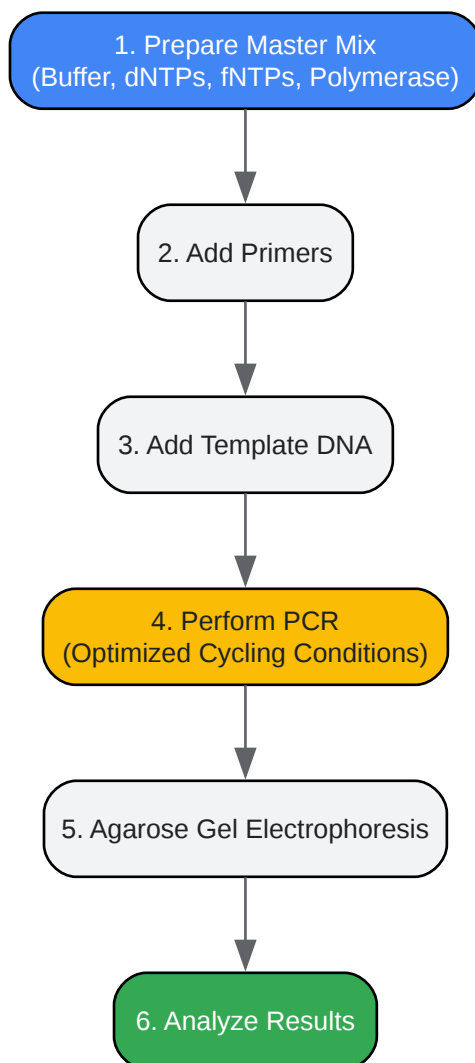 1. Prepare Master Mix
(Buffer, dNTPs, fNTPs, Polymerase)
2. Add Primers
3. Add Template DNA
4. Perform PCR
(Optimized Cycling Conditions)
5. Agarose Gel Electrophoresis
6. Analyze Results